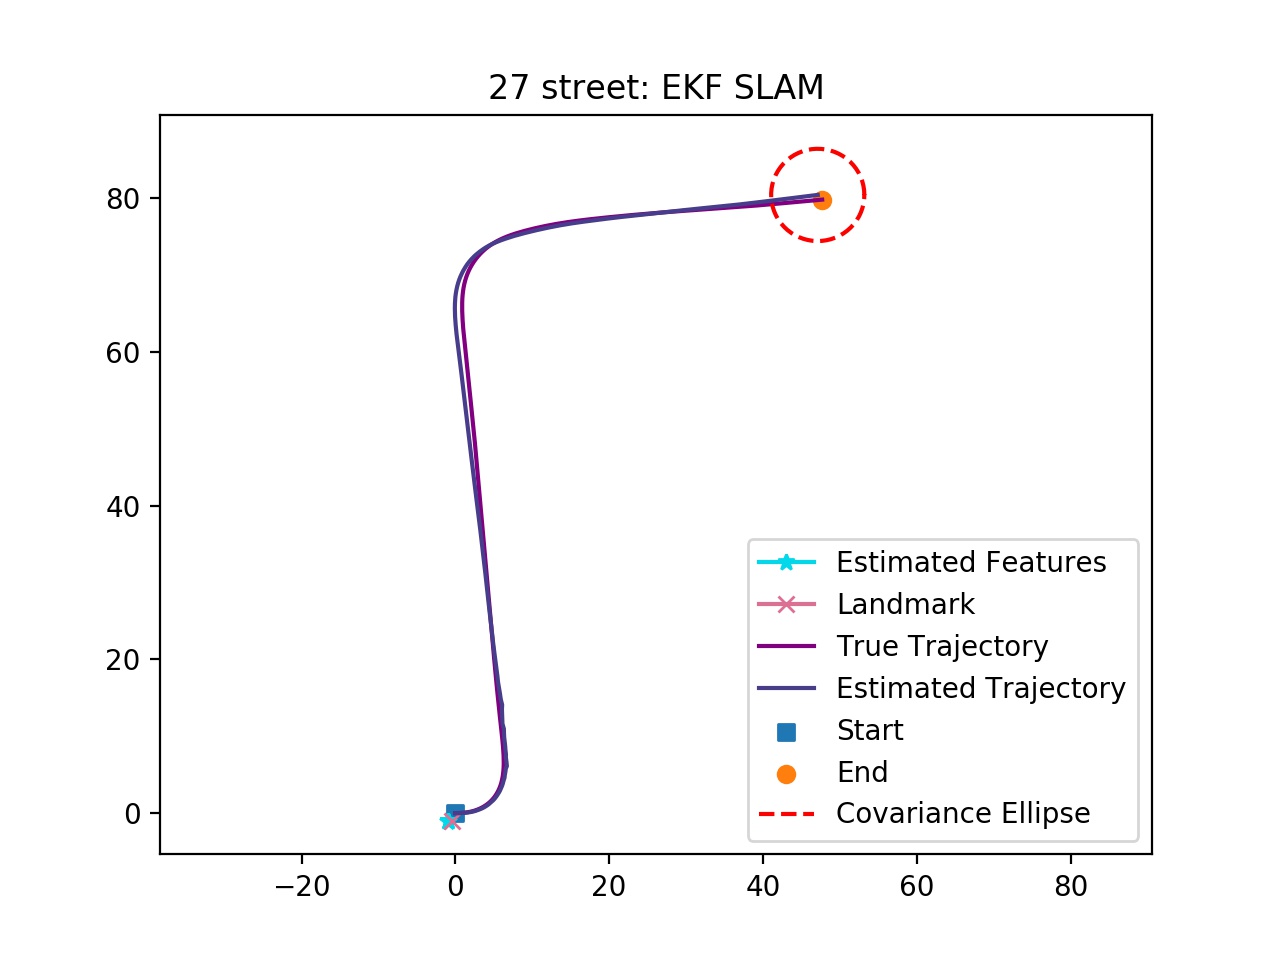 27 street: EKF SLAM
80
60
40
20
0
Estimated Features
Landmark
True Trajectory
Estimated Trajectory
Start
End
Covariance Ellipse
−20 0 20 40 60 80